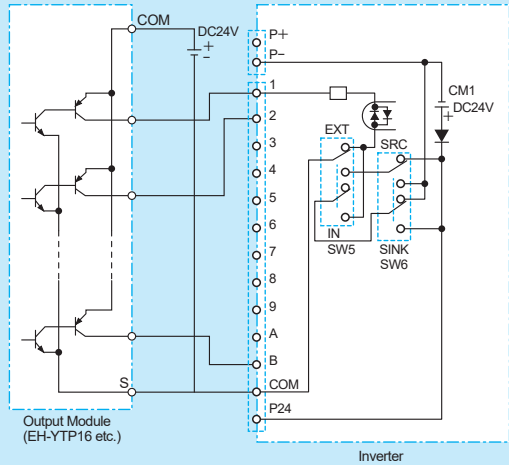 COM
DC24V
+
-
P+
P-
1
2
3
4
5
6
7
8
9
A
B
COM
P24
S
CM1
+ DC24V
EXT
SRC
IN
SW5
SINK
SW6
Output Module
(EH-YTP16 etc.)
Inverter